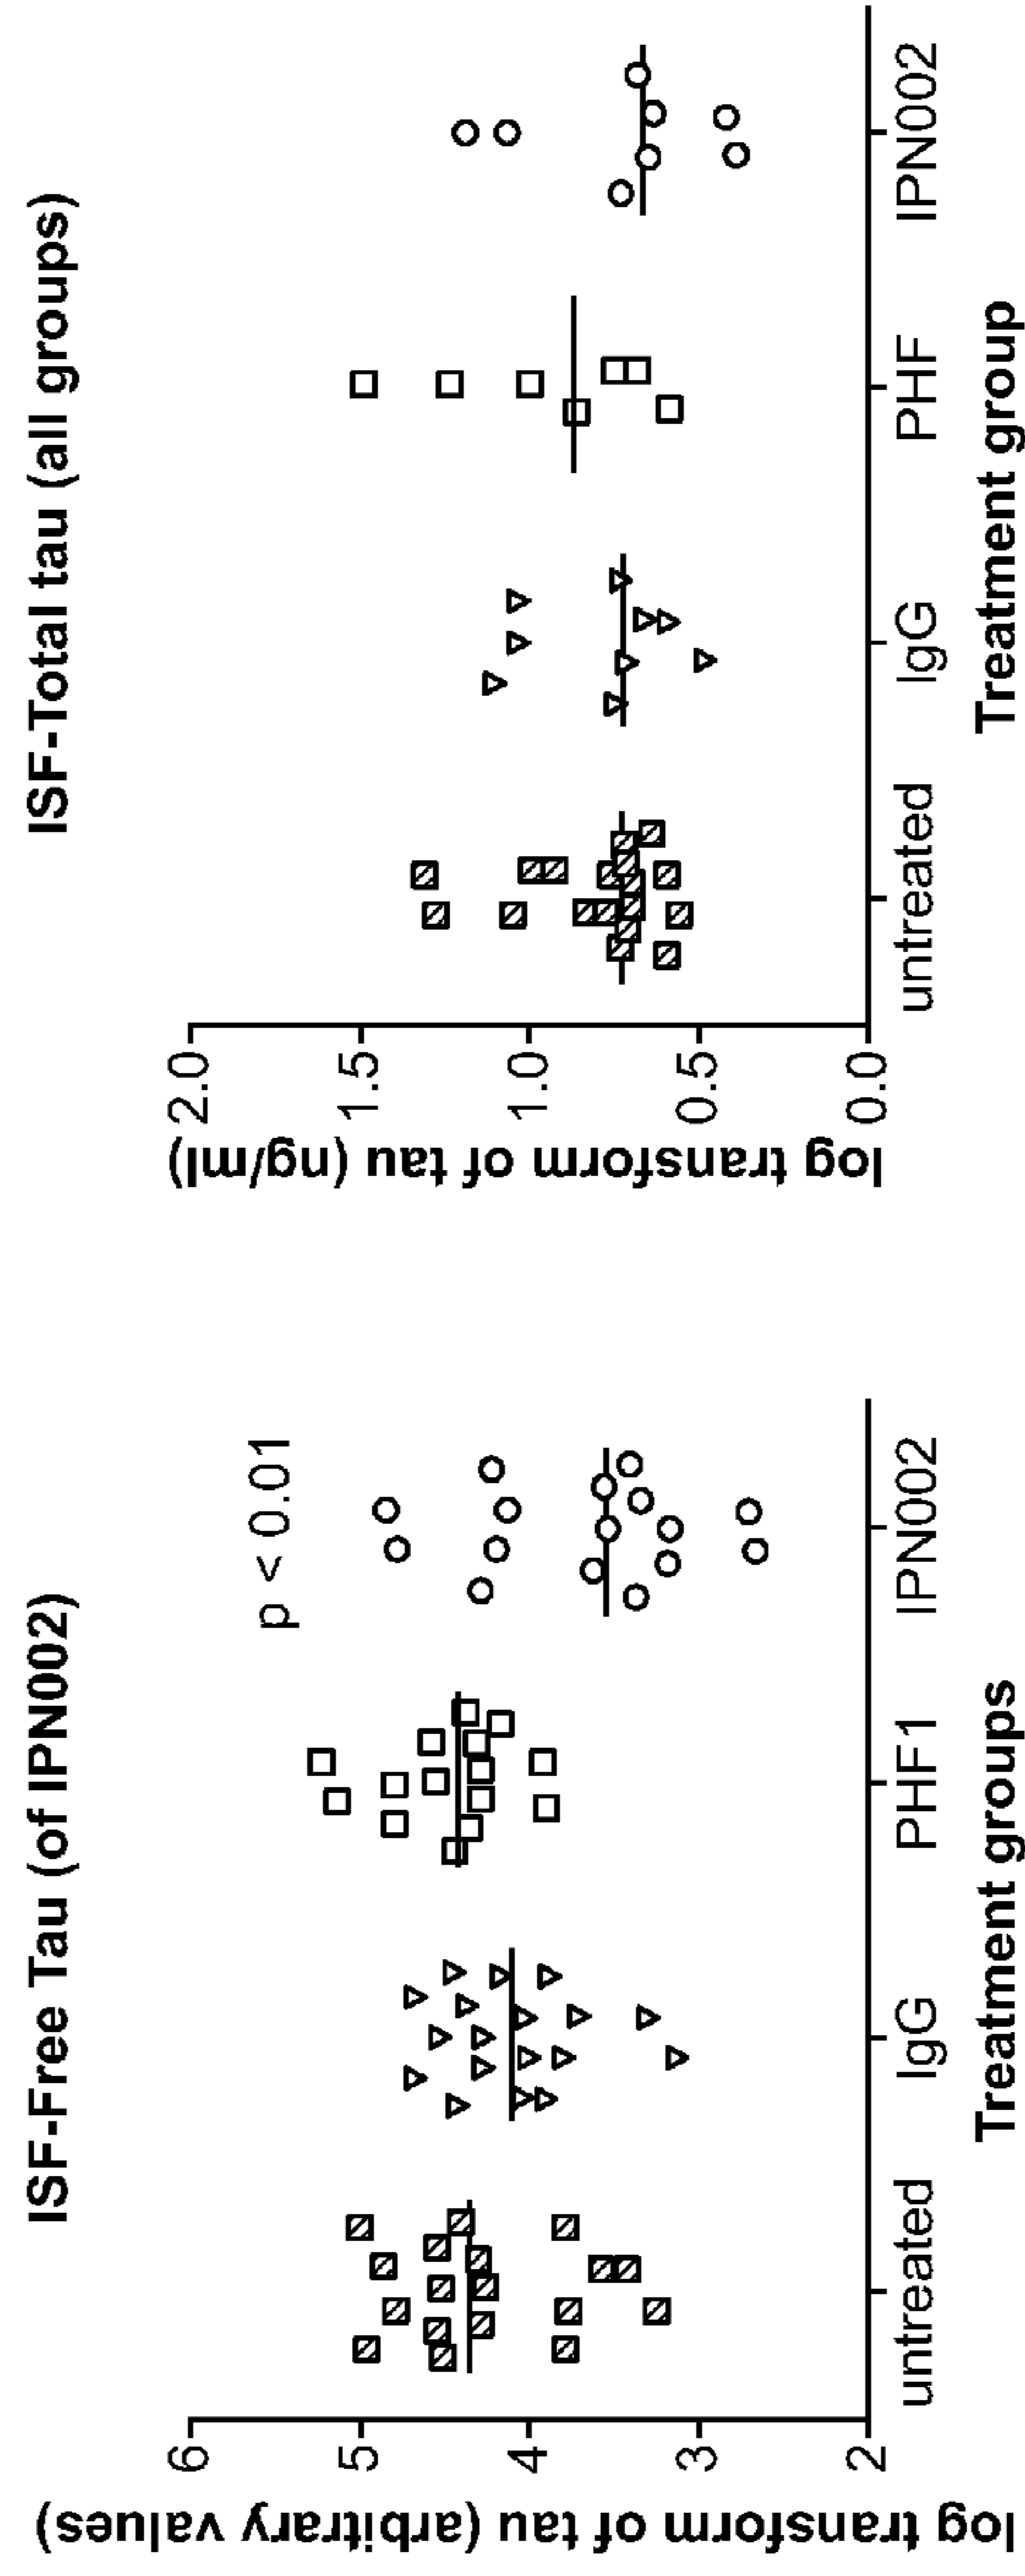 ISF-Free Tau (of IPN002)
log transform of tau (arbitrary values)
6
5
4
3
2
p < 0.01
untreated
IgG
PHF1
IPN002
Treatment groups
ISF-Total tau (all groups)
log transform of tau (ng/ml)
2.0
1.5
1.0
0.5
0.0
untreated
IgG
PHF
IPN002
Treatment group